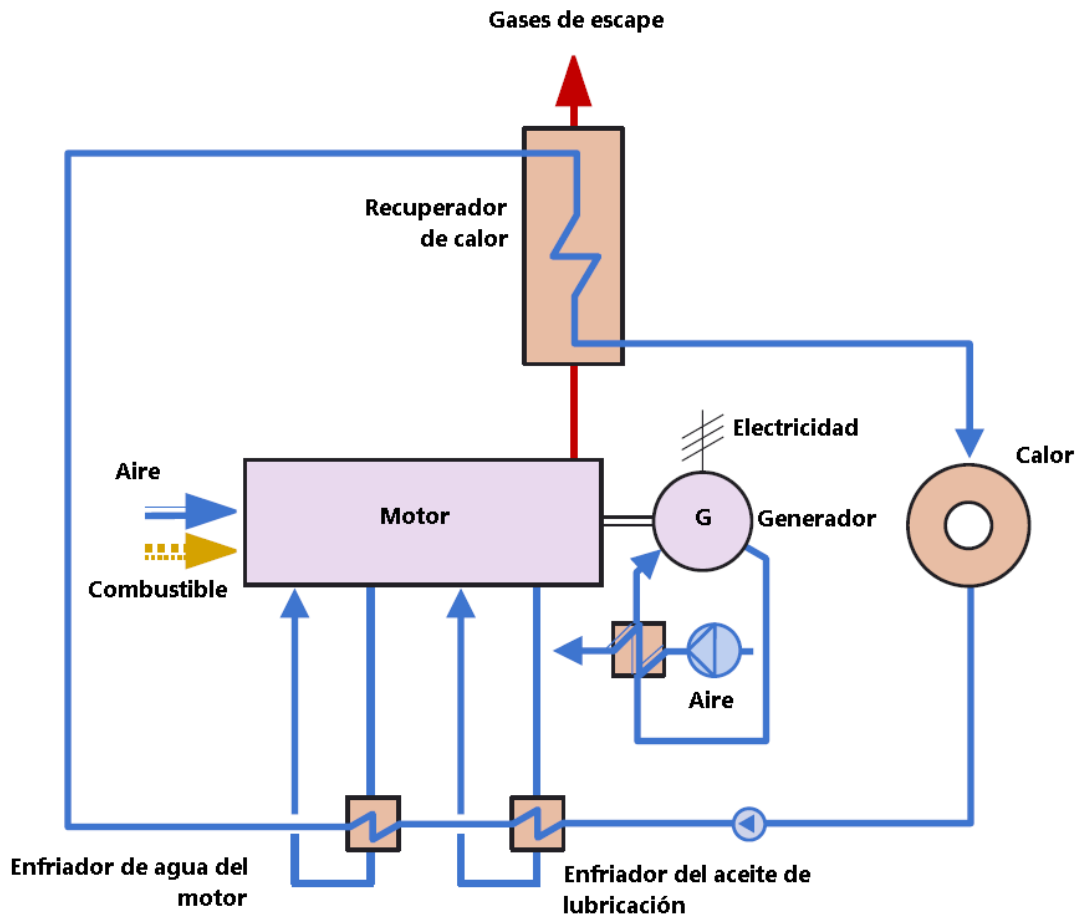 Gases de escape
Recuperador
de calor
Electricidad
Calor
Aire
Motor
G
Generador
Combustible
Aire
Enfriador de agua del
motor
Enfriador del aceite de
lubricación